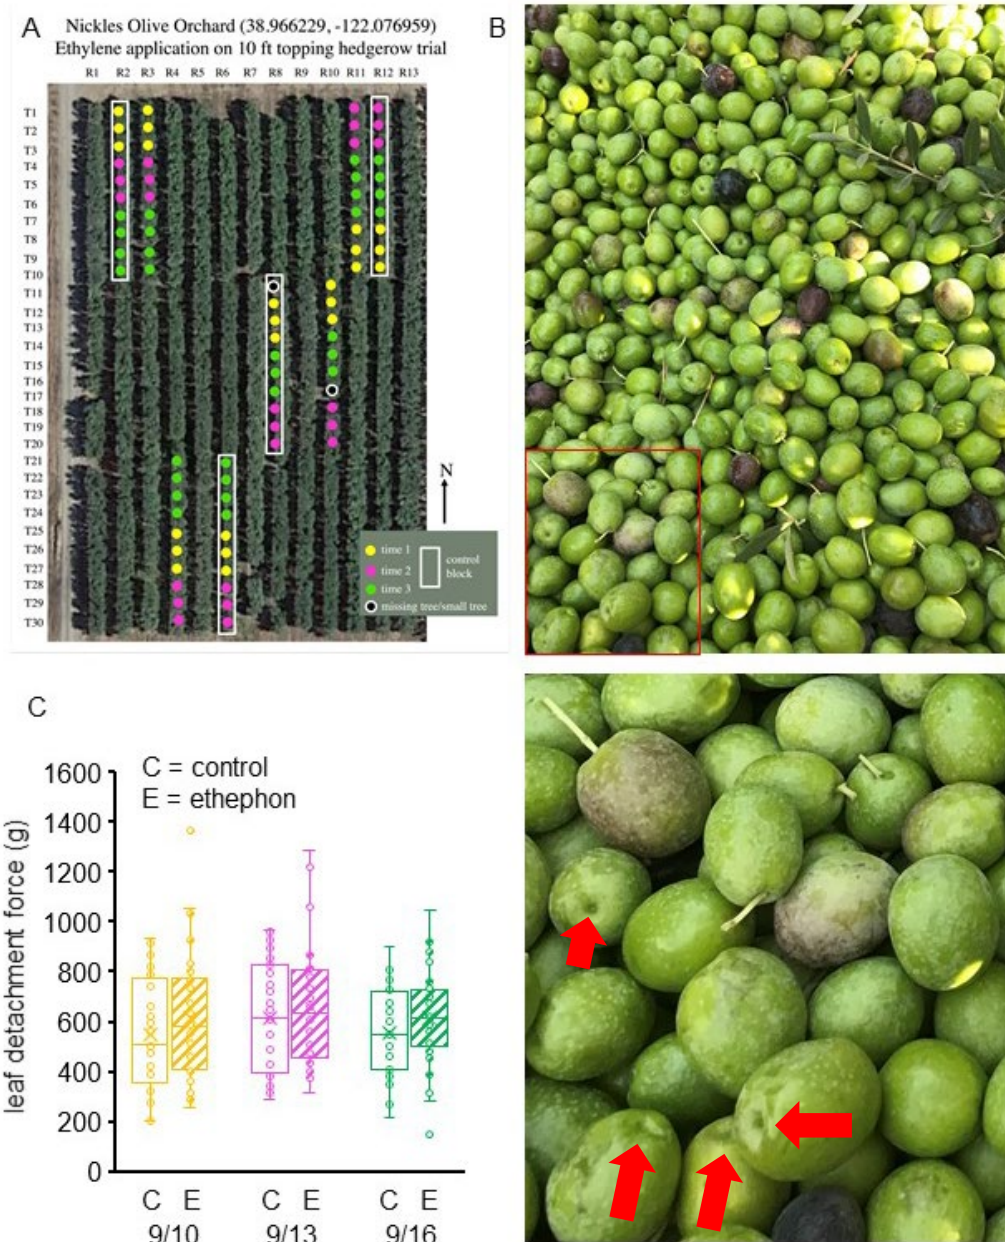 A
Nickles Olive Orchard (38.966229, -122.076959)
Ethylene application on 10 ft topping hedgerow trial
R1 R2 R3 R4 R5 R6 R7 R8 R9 R10 R11 R12 R13
T1
T2
T3
T4
T5
T6
T7
T8
T9
T10
T11
T12
T13
T14
T15
T16
T17
T18
T19
T20
T21
T22
T23
T24
T25
T26
T27
T28
T29
T30
N
time 1
time 2
time 3
control
block
missing tree/small tree
B
C
C = control
E = ethephon
leaf detachment force (g)
1600
1400
1200
1000
800
600
400
200
0
C E C E C E
9/10 9/13 9/16